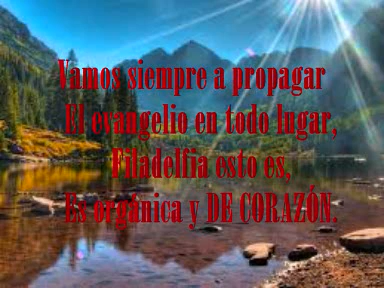 Vamos siempre a propagar
El evangelio en todo lugar,
Filadelfia esto es,
Es orgánica y DE CORAZÓN.